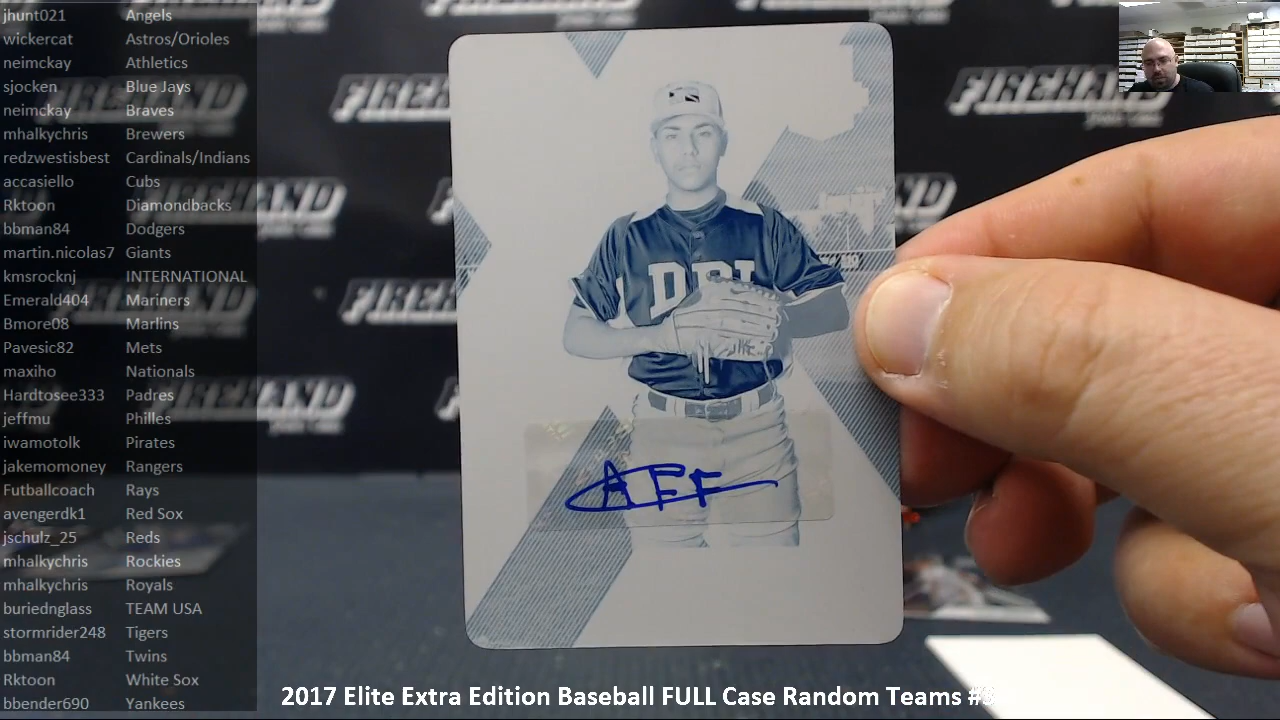 jhunt021 Angels
wickercat Astros/Orioles
neimckay Athletics
sjocken Blue Jays
neimckay Braves
mhalkychris Brewers
redzwestisbest Cardinals/Indians
accasiello Cubs
Rktoon Diamondbacks
bbman84 Dodgers
martin.nicolas7 Giants
kmsrocknj INTERNATIONAL
Emerald404 Mariners
Bmore08 Marlins
Pavesic82 Mets
maxiho Nationals
Hardtosee333 Padres
jeffmu Philles
iwamotolk Pirates
jakemomoney Rangers
Futballcoach Rays
avengerdk1 Red Sox
jschulz_25 Reds
mhalkychris Rockies
mhalkychris Royals
buriednglass TEAM USA
stormrider248 Tigers
bbman84 Twins
Rktoon White Sox
bbender690 Yankees
FIREHAND
DPL
AFF
2017 Elite Extra Edition Baseball FULL Case Random Teams